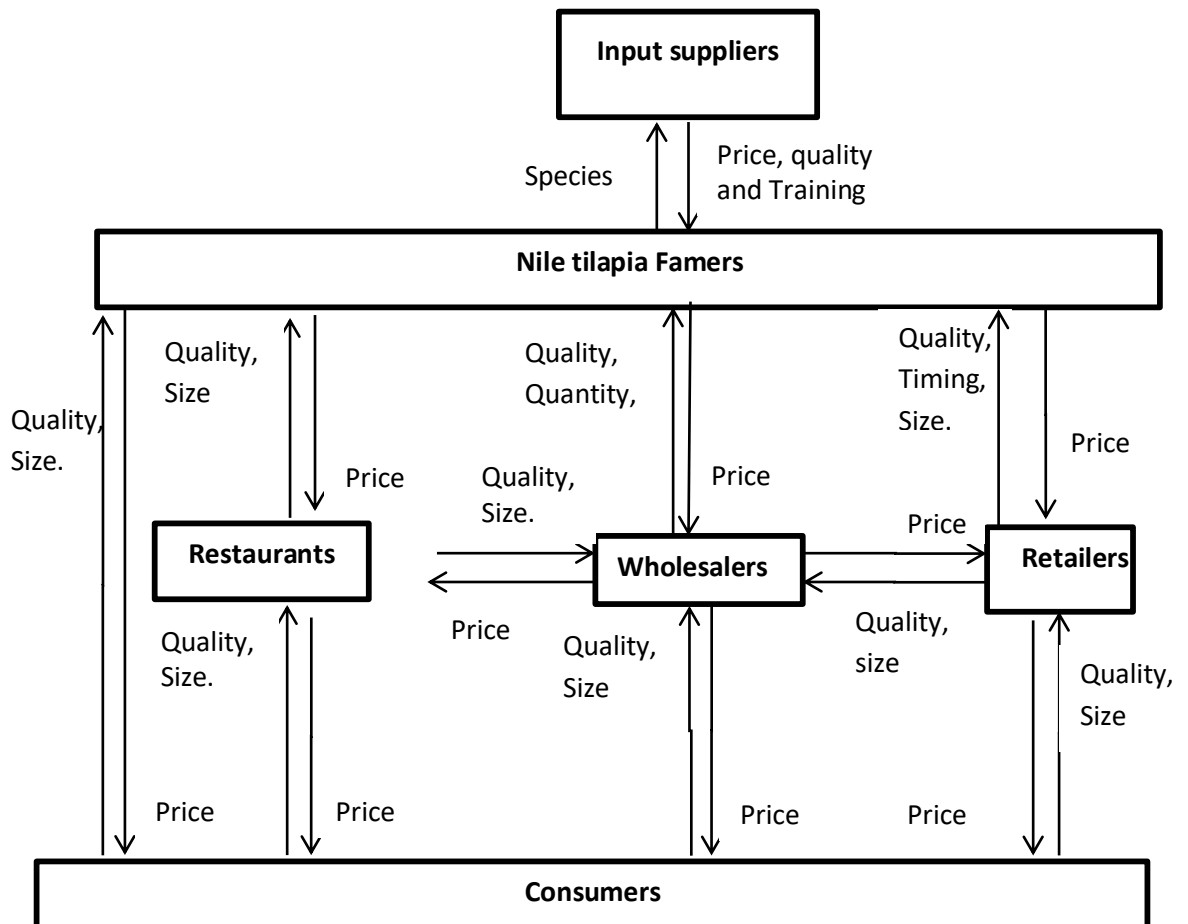 Input suppliers
Species
Price, quality
and Training
Nile tilapia Famers
Quality,
Size.
Quality,
Size
Price
Quality,
Quantity,
Price
Quality,
Timing,
Size.
Price
Quality,
Size.
Price
Restaurants
Wholesalers
Price
Retailers
Quality,
size
Quality,
Size.
Quality,
Size
Quality,
Size
Price
Price
Price
Price
Consumers